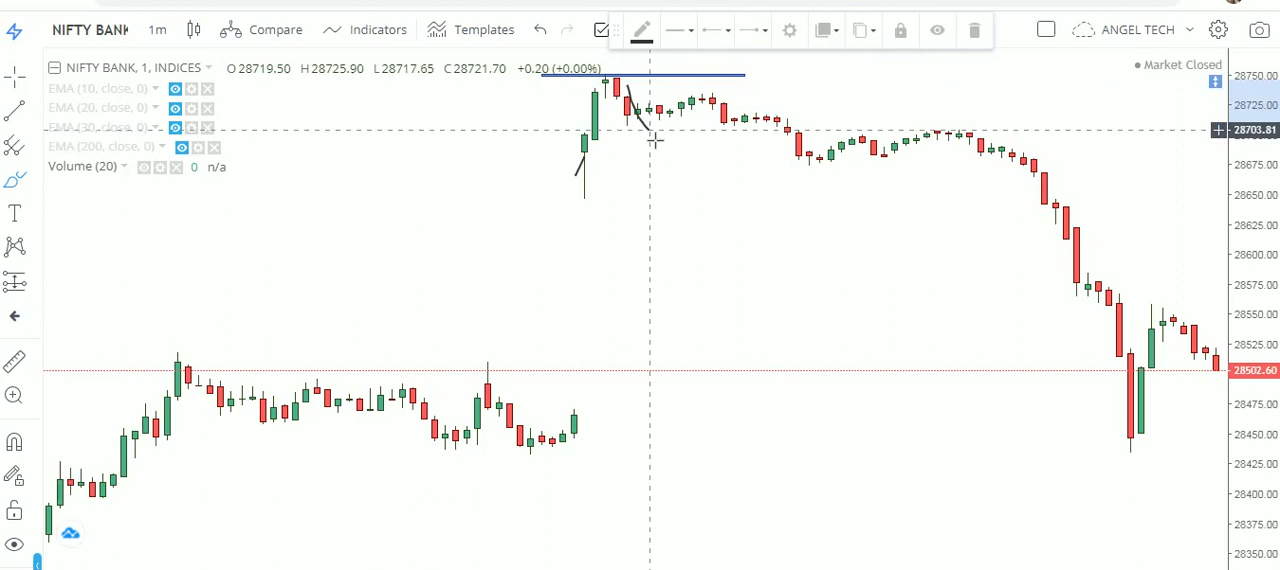 NIFTY BANK 1m Compare Indicators Templates ANGEL TECH
NIFTY BANK, 1, INDICES O 28719.50 H 28725.90 L 28717.65 C 28721.70 +0.20 (+0.00%)
Market Closed
EMA (10, close, 0)
EMA (20, close, 0)
EMA (30, close, 0)
EMA (200, close, 0)
Volume (20) 0 n/a
28750.00
28725.00
28703.81
28675.00
28650.00
28625.00
28600.00
28575.00
28550.00
28525.00
28502.60
28475.00
28450.00
28425.00
28400.00
28375.00
28350.00